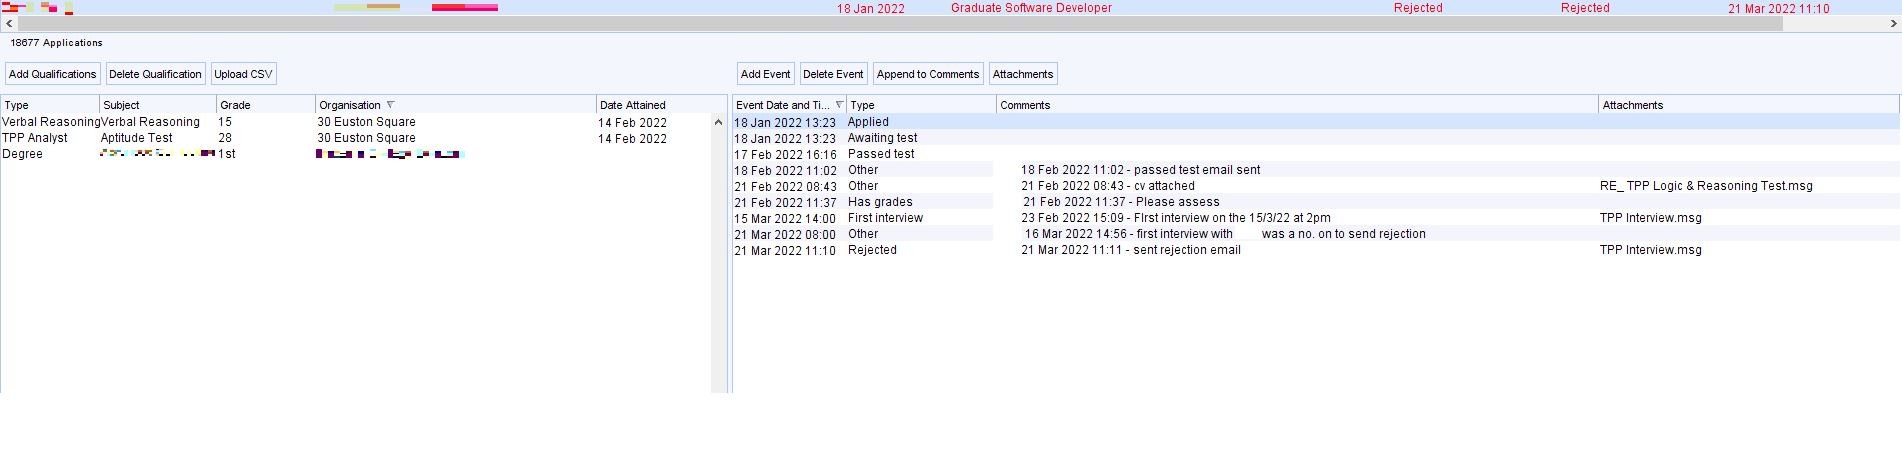 18 Jan 2022 Graduate Software Developer Rejected Rejected 21 Mar 2022 11:10
18677 Applications
Add Qualifications Delete Qualification Upload CSV
Type Subject Grade Organisation Date Attained
Verbal Reasoning Verbal Reasoning 15 30 Euston Square 14 Feb 2022
TPP Analyst Aptitude Test 28 30 Euston Square 14 Feb 2022
Degree 1st
Add Event Delete Event Append to Comments Attachments
Event Date and Ti... Type Comments Attachments
18 Jan 2022 13:23 Applied
18 Jan 2022 13:23 Awaiting test
17 Feb 2022 16:16 Passed test
18 Feb 2022 11:02 Other 18 Feb 2022 11:02 - passed test email sent
21 Feb 2022 08:43 Other 21 Feb 2022 08:43 - cv attached RE_ TPP Logic & Reasoning Test.msg
21 Feb 2022 11:37 Has grades 21 Feb 2022 11:37 - Please assess
15 Mar 2022 14:00 First interview 23 Feb 2022 15:09 - FIrst interview on the 15/3/22 at 2pm TPP Interview.msg
21 Mar 2022 08:00 Other 16 Mar 2022 14:56 - first interview with was a no. on to send rejection
21 Mar 2022 11:10 Rejected 21 Mar 2022 11:11 - sent rejection email TPP Interview.msg